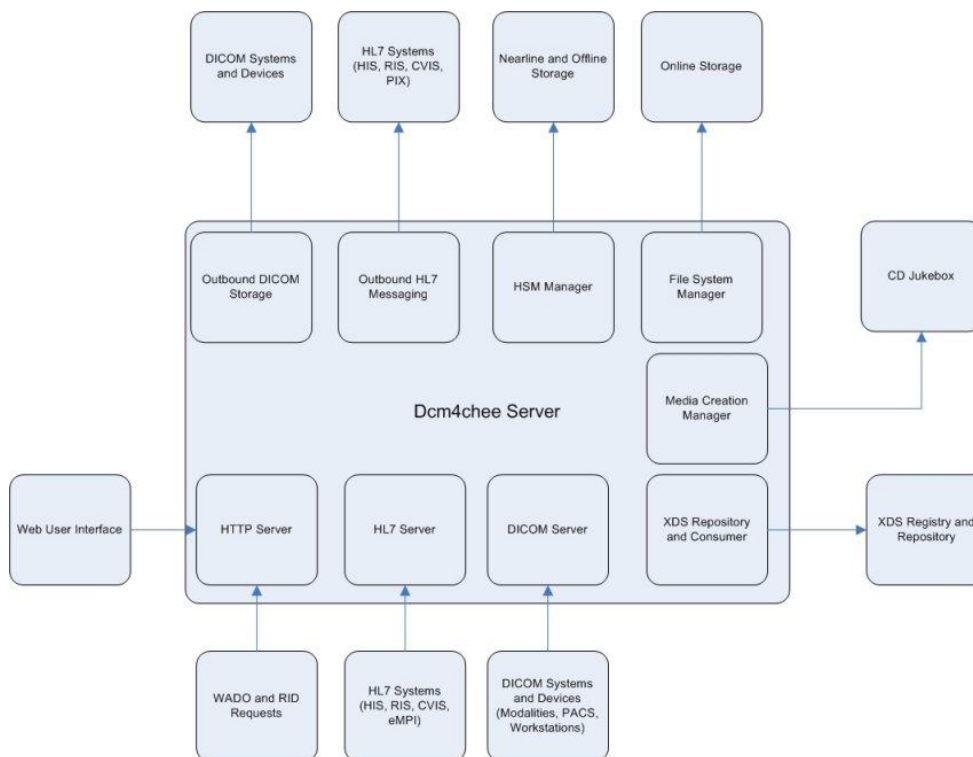 DICOM Systems
and Devices
HL7 Systems
(HIS, RIS, CVIS,
PIX)
Nearline and Offline
Storage
Online Storage
Outbound DICOM
Storage
Outbound HL7
Messaging
HSM Manager
File System
Manager
CD Jukebox
Dcm4chee Server
Media Creation
Manager
Web User Interface
HTTP Server
HL7 Server
DICOM Server
XDS Repository
and Consumer
XDS Registry and
Repository
WADO and RID
Requests
HL7 Systems
(HIS, RIS, CVIS,
eMPI)
DICOM Systems
and Devices
(Modalities, PACS,
Workstations)